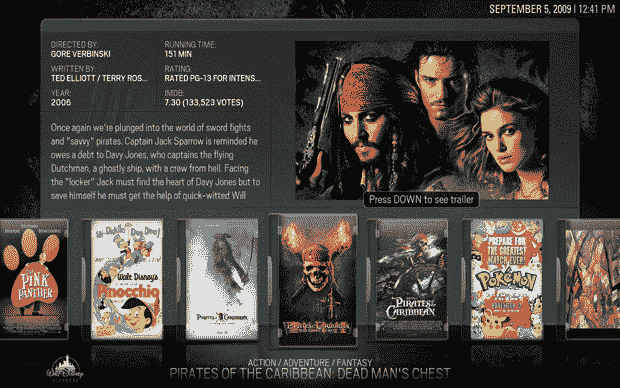 SEPTEMBER 5, 2009 | 12:41 PM
DIRECTED BY:
GORE VERBINSKI
RUNNING TIME:
151 MIN
WRITTEN BY:
TED ELLIOTT / TERRY ROS...
RATING:
RATED PG-13 FOR INTENS...
YEAR:
2006
IMDB:
7.30 (133,523 VOTES)
Once again we're plunged into the world of sword fights
and "savvy" pirates. Captain Jack Sparrow is reminded he
owes a debt to Davy Jones, who captains the flying
Dutchman, a ghostly ship, with a crew from hell. Facing
the "locker" Jack must find the heart of Davy Jones but to
save himself he must get the help of quick-witted Will
Press DOWN to see trailer
THE
PINK
PANTHER
Walt Disney's
Pinocchio
PIRATES of the CARIBBEAN
PIRATES of the CARIBBEAN
PIRATES of the
CARIBBEAN
PREPARE FOR
THE GREATEST
MATCH EVER!
POKéMON
ACTION / ADVENTURE / FANTASY
PIRATES OF THE CARIBBEAN: DEAD MAN'S CHEST
WALT DISNEY
PICTURES